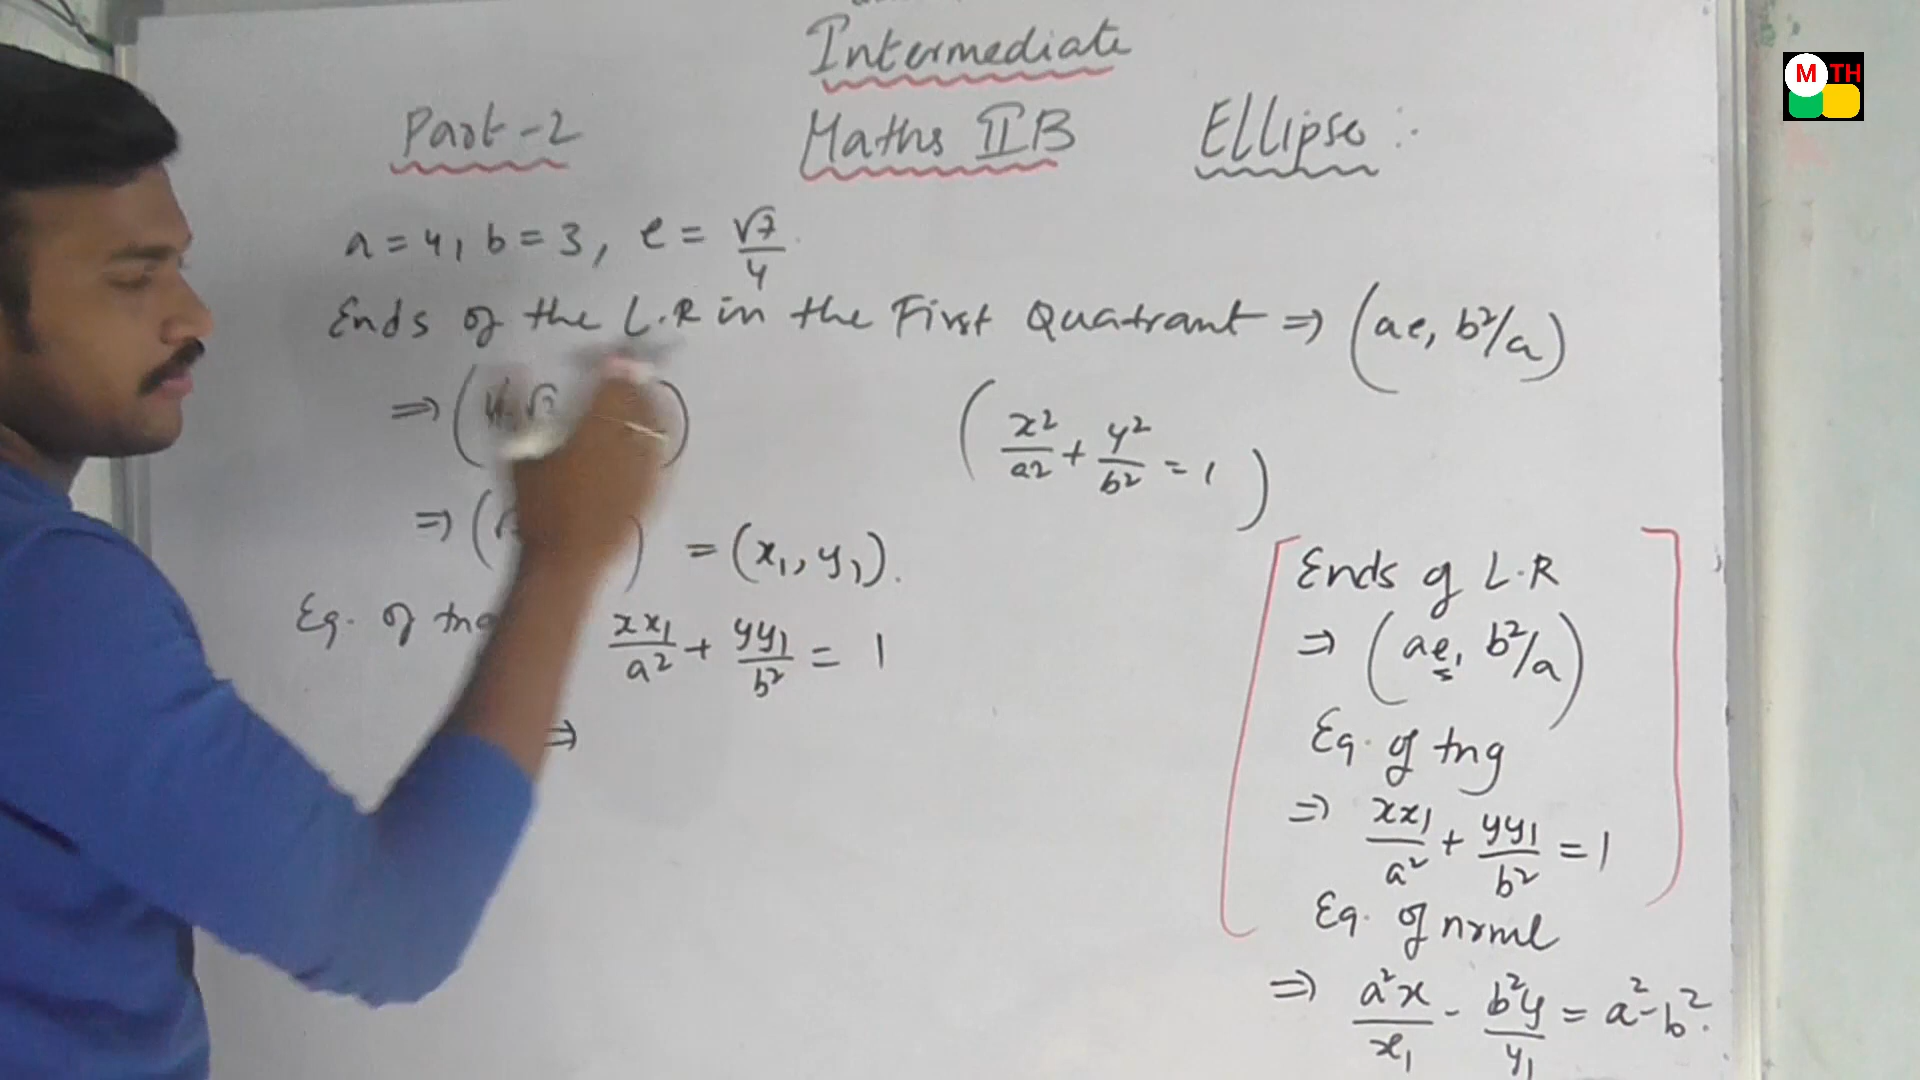 Intermediate
Part-2 Maths IIB Ellipse :-
a = 4, b = 3, e = √7/4
Ends of the L.R in the First Quatrant ⇒ (ae, b²/a)
⇒ (
(x²/a² + y²/b² = 1)
⇒ ( ) = (x₁, y₁).
Eq. of tng xx₁/a² + yy₁/b² = 1
⇒
Ends of L.R
⇒ (ae, b²/a)
Eq. of tng
⇒ xx₁/a² + yy₁/b² = 1
Eq. of nrml
⇒ a²x/x₁ - b²y/y₁ = a² - b².
M TH